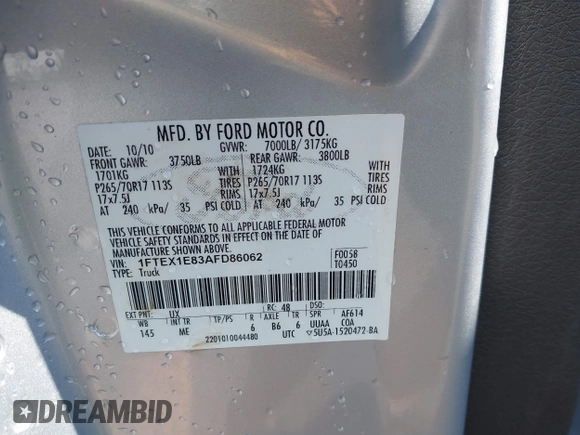 MFD. BY FORD MOTOR CO.
DATE: 10/10 GVWR: 7000LB/ 3175KG
FRONT GAWR: 3750LB REAR GAWR: 3800LB
1701KG WITH 1724KG WITH
P265/70R17 113S TIRES P265/70R17 113S TIRES
17x7.5J RIMS 17x7.5J RIMS
AT 240 kPa/ 35 PSI COLD AT 240 kPa/ 35 PSI COLD
THIS VEHICLE CONFORMS TO ALL APPLICABLE FEDERAL MOTOR
VEHICLE SAFETY STANDARDS IN EFFECT ON THE DATE OF
MANUFACTURE SHOWN ABOVE.
VIN: 1FTEX1E83AFD86062 F0058
TYPE: Truck T0450
EXT PNT: UX RC: 48 DSO:
WB INT TR TP/PS R AXLE TR SPR AF614
145 ME 6 B6 6 UUAA COA
2201010044480 UTC ▽5U5A-1520472-BA
DREAMBID